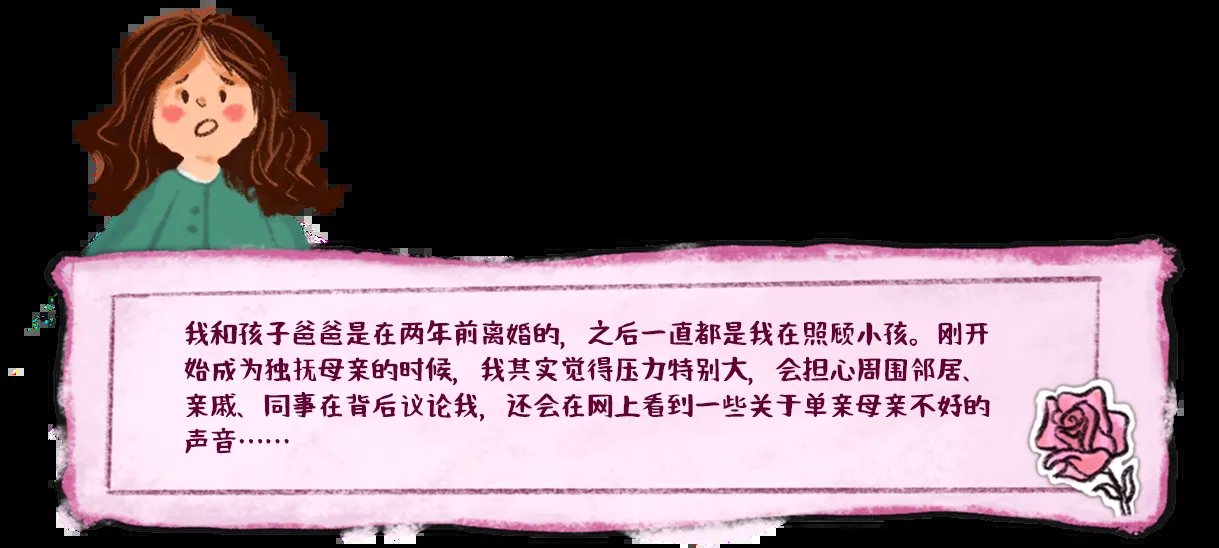 我和孩子爸爸是在两年前离婚的，之后一直都是我在照顾小孩。刚开
始成为独抚母亲的时候，我其实觉得压力特别大，会担心周围邻居、
亲戚、同事在背后议论我，还会在网上看到一些关于单亲母亲不好的
声音……